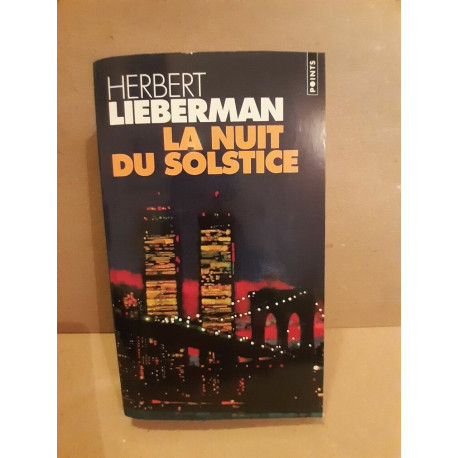 HERBERT
LIEBERMAN
LA NUIT
DU SOLSTICE
POINTS